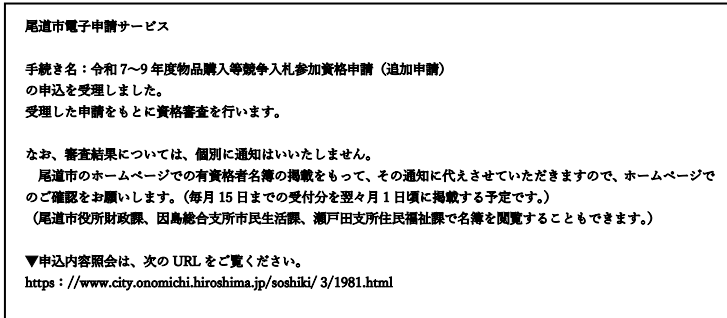 尾道市電子申請サービス
手続き名：令和 7～9 年度物品購入等競争入札参加資格申請（追加申請）
の申込を受理しました。
受理した申請をもとに資格審査を行います。
なお、審査結果については、個別に通知はいいたしません。
尾道市のホームページでの有資格者名簿の掲載をもって、その通知に代えさせていただきますので、ホームページで
のご確認をお願いします。（毎月 15 日までの受付分を翌々月 1 日頃に掲載する予定です。）
（尾道市役所財政課、因島総合支所市民生活課、瀬戸田支所住民福祉課で名簿を閲覧することもできます。）
▼申込内容照会は、次の URL をご覧ください。
https：//www.city.onomichi.hiroshima.jp/soshiki/ 3/1981.html